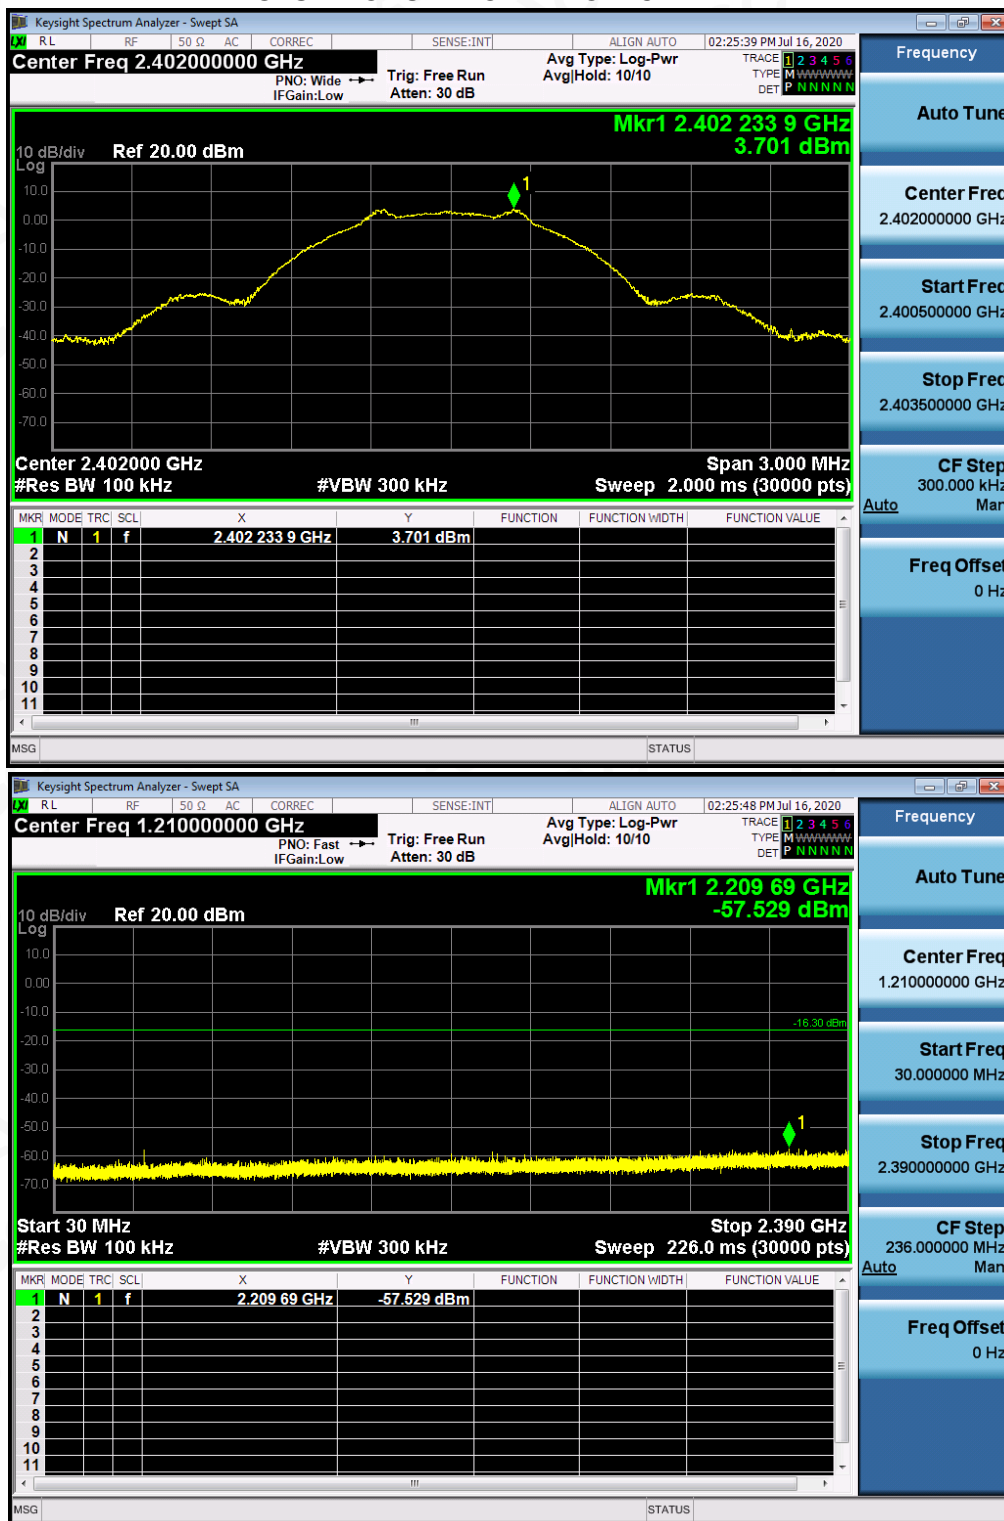 Keysight Spectrum Analyzer - Swept SA
LXI RL RF 50 Ω AC CORREC SENSE:INT ALIGN AUTO 02:25:39 PM Jul 16, 2020
Center Freq 2.402000000 GHz
PNO: Wide
IFGain:Low
Trig: Free Run
Atten: 30 dB
Avg Type: Log-Pwr
Avg|Hold: 10/10
TRACE 1 2 3 4 5 6
TYPE M WWWWW
DET P N N N N N
Mkr1 2.402 233 9 GHz
3.701 dBm
10 dB/div Ref 20.00 dBm
Log
10.0
0.00
-10.0
-20.0
-30.0
-40.0
-50.0
-60.0
-70.0
1
Center 2.402000 GHz Span 3.000 MHz
#Res BW 100 kHz #VBW 300 kHz Sweep 2.000 ms (30000 pts)
MKR MODE TRC SCL X Y FUNCTION FUNCTION WIDTH FUNCTION VALUE
1 N 1 f 2.402 233 9 GHz 3.701 dBm
2
3
4
5
6
7
8
9
10
11
MSG STATUS
Frequency
Auto Tune
Center Freq
2.402000000 GHz
Start Freq
2.400500000 GHz
Stop Freq
2.403500000 GHz
CF Step
300.000 kHz
Auto Man
Freq Offset
0 Hz
Keysight Spectrum Analyzer - Swept SA
LXI RL RF 50 Ω AC CORREC SENSE:INT ALIGN AUTO 02:25:48 PM Jul 16, 2020
Center Freq 1.210000000 GHz
PNO: Fast
IFGain:Low
Trig: Free Run
Atten: 30 dB
Avg Type: Log-Pwr
Avg|Hold: 10/10
TRACE 1 2 3 4 5 6
TYPE M WWWWW
DET P N N N N N
Mkr1 2.209 69 GHz
-57.529 dBm
10 dB/div Ref 20.00 dBm
Log
10.0
0.00
-10.0
-20.0
-30.0
-40.0
-50.0
-60.0
-70.0
-16.30 dBm
1
Start 30 MHz Stop 2.390 GHz
#Res BW 100 kHz #VBW 300 kHz Sweep 226.0 ms (30000 pts)
MKR MODE TRC SCL X Y FUNCTION FUNCTION WIDTH FUNCTION VALUE
1 N 1 f 2.209 69 GHz -57.529 dBm
2
3
4
5
6
7
8
9
10
11
MSG STATUS
Frequency
Auto Tune
Center Freq
1.210000000 GHz
Start Freq
30.000000 MHz
Stop Freq
2.390000000 GHz
CF Step
236.000000 MHz
Auto Man
Freq Offset
0 Hz